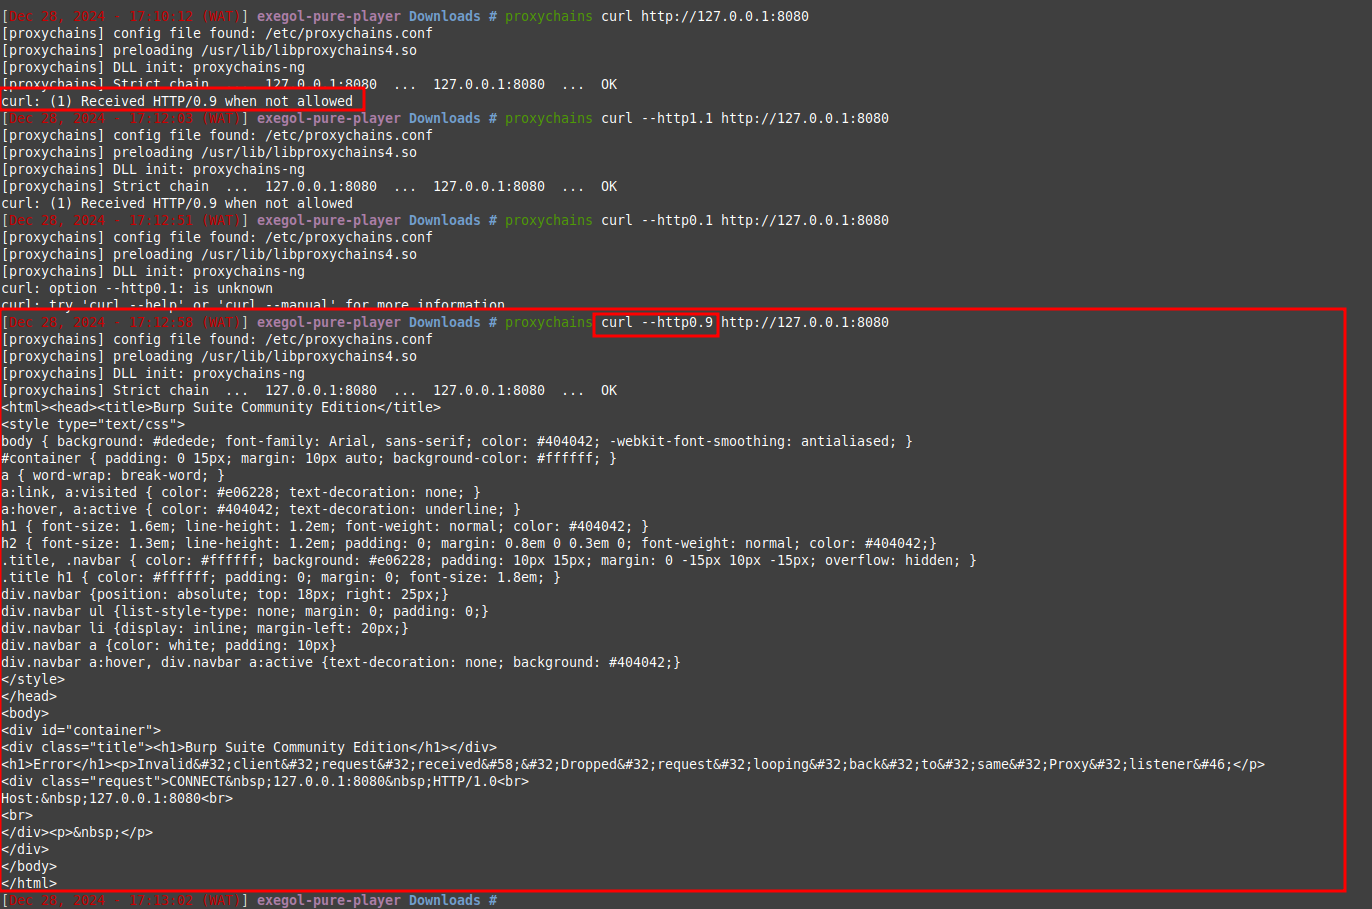 [Dec 28, 2024 - 17:10:12 (WAT)] exegol-pure-player Downloads # proxychains curl http://127.0.0.1:8080
[proxychains] config file found: /etc/proxychains.conf
[proxychains] preloading /usr/lib/libproxychains4.so
[proxychains] DLL init: proxychains-ng
[proxychains] Strict chain ... 127.0.0.1:8080 ... 127.0.0.1:8080 ... OK
curl: (1) Received HTTP/0.9 when not allowed
[Dec 28, 2024 - 17:12:03 (WAT)] exegol-pure-player Downloads # proxychains curl --http1.1 http://127.0.0.1:8080
[proxychains] config file found: /etc/proxychains.conf
[proxychains] preloading /usr/lib/libproxychains4.so
[proxychains] DLL init: proxychains-ng
[proxychains] Strict chain ... 127.0.0.1:8080 ... 127.0.0.1:8080 ... OK
curl: (1) Received HTTP/0.9 when not allowed
[Dec 28, 2024 - 17:12:51 (WAT)] exegol-pure-player Downloads # proxychains curl --http0.1 http://127.0.0.1:8080
[proxychains] config file found: /etc/proxychains.conf
[proxychains] preloading /usr/lib/libproxychains4.so
[proxychains] DLL init: proxychains-ng
curl: option --http0.1: is unknown
curl: try 'curl --help' or 'curl --manual' for more information
[Dec 28, 2024 - 17:12:58 (WAT)] exegol-pure-player Downloads # proxychains curl --http0.9 http://127.0.0.1:8080
[proxychains] config file found: /etc/proxychains.conf
[proxychains] preloading /usr/lib/libproxychains4.so
[proxychains] DLL init: proxychains-ng
[proxychains] Strict chain ... 127.0.0.1:8080 ... 127.0.0.1:8080 ... OK
<html><head><title>Burp Suite Community Edition</title>
<style type="text/css">
body { background: #dedede; font-family: Arial, sans-serif; color: #404042; -webkit-font-smoothing: antialiased; }
#container { padding: 0 15px; margin: 10px auto; background-color: #ffffff; }
a { word-wrap: break-word; }
a:link, a:visited { color: #e06228; text-decoration: none; }
a:hover, a:active { color: #404042; text-decoration: underline; }
h1 { font-size: 1.6em; line-height: 1.2em; font-weight: normal; color: #404042; }
h2 { font-size: 1.3em; line-height: 1.2em; padding: 0; margin: 0.8em 0 0.3em 0; font-weight: normal; color: #404042;}
.title, .navbar { color: #ffffff; background: #e06228; padding: 10px 15px; margin: 0 -15px 10px -15px; overflow: hidden; }
.title h1 { color: #ffffff; padding: 0; margin: 0; font-size: 1.8em; }
div.navbar {position: absolute; top: 18px; right: 25px;}
div.navbar ul {list-style-type: none; margin: 0; padding: 0;}
div.navbar li {display: inline; margin-left: 20px;}
div.navbar a {color: white; padding: 10px}
div.navbar a:hover, div.navbar a:active {text-decoration: none; background: #404042;}
</style>
</head>
<body>
<div id="container">
<div class="title"><h1>Burp Suite Community Edition</h1></div>
<h1>Error</h1><p>Invalid&#32;client&#32;request&#32;received&#58;&#32;Dropped&#32;request&#32;looping&#32;back&#32;to&#32;same&#32;Proxy&#32;listener&#46;</p>
<div class="request">CONNECT&nbsp;127.0.0.1:8080&nbsp;HTTP/1.0<br>
Host:&nbsp;127.0.0.1:8080<br>
<br>
</div><p>&nbsp;</p>
</div>
</body>
</html>
[Dec 28, 2024 - 17:13:02 (WAT)] exegol-pure-player Downloads #